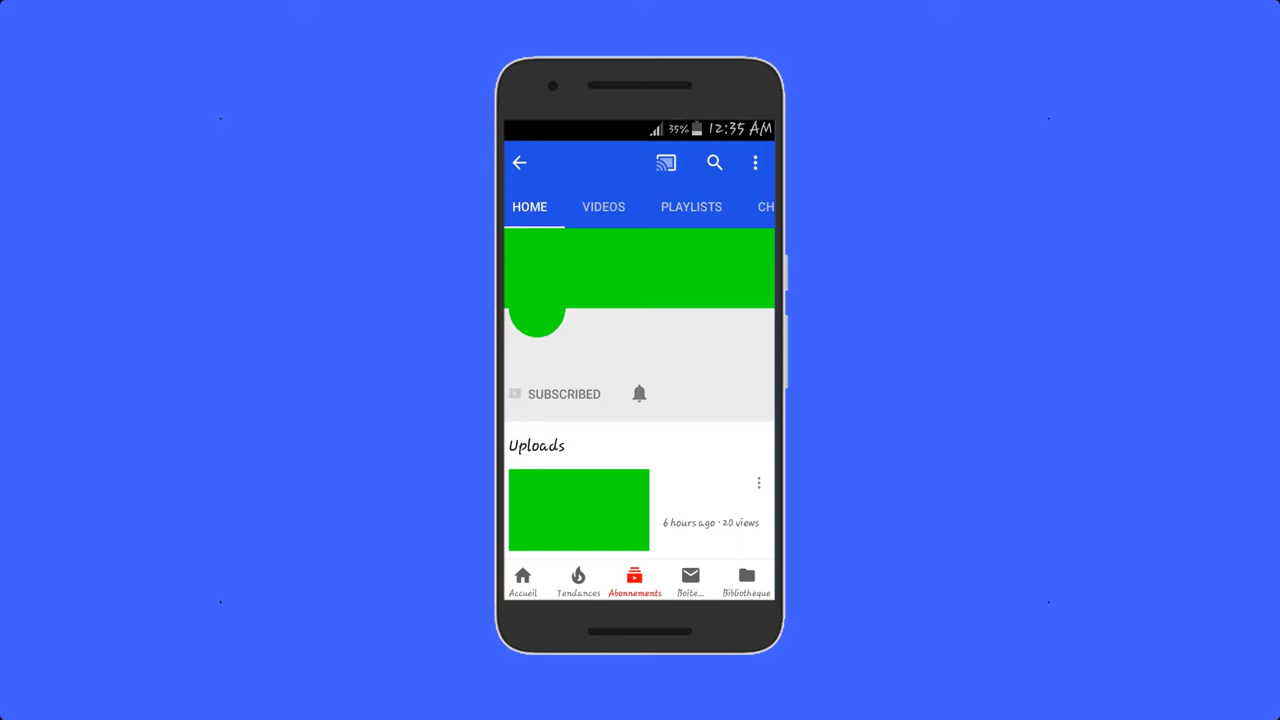 35% 12:35 AM
HOME VIDEOS PLAYLISTS CH
SUBSCRIBED
Uploads
6 hours ago · 20 views
Accueil Tendances Abonnements Boîte... Bibliothèque